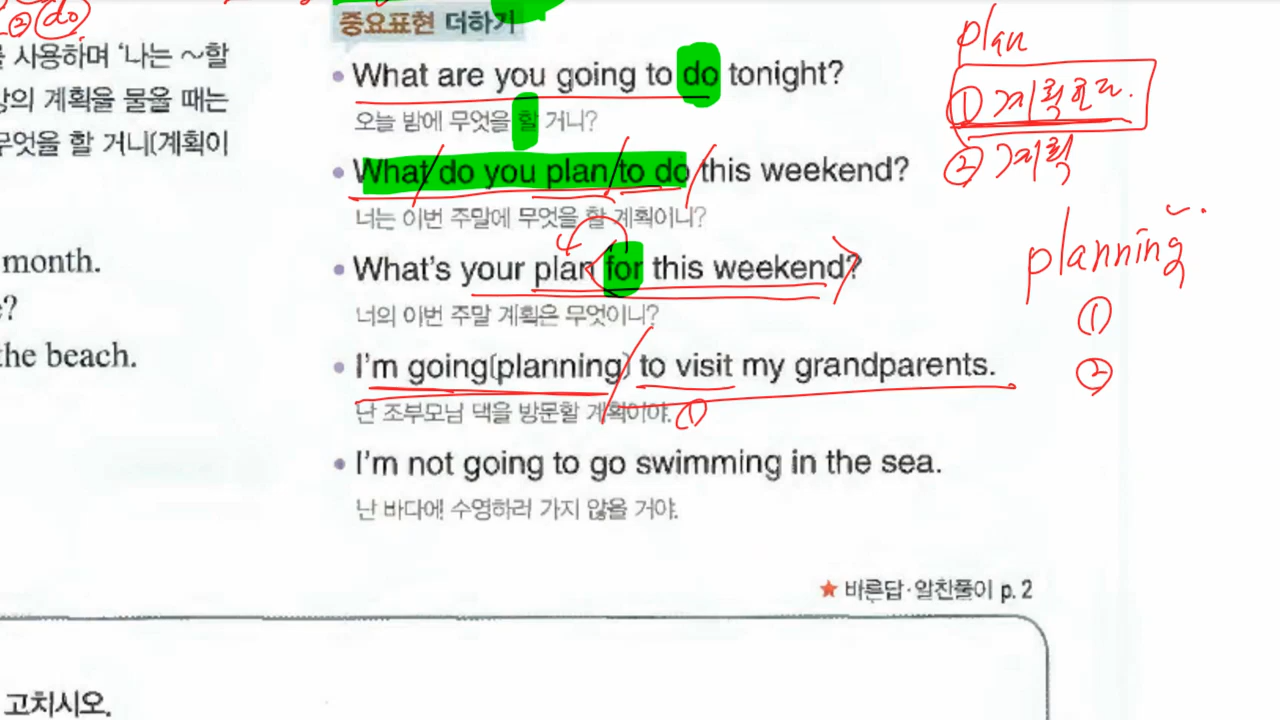 ② do
중요표현 더하기
를 사용하며 '나는 ~할
상의 계획을 물을 때는
무엇을 할 거니(계획이
• What are you going to do tonight?
오늘 밤에 무엇을 할 거니?
• What do you plan to do this weekend?
너는 이번 주말에 무엇을 할 계획이니?
• What's your plan for this weekend?
너의 이번 주말 계획은 무엇이니?
• I'm going(planning) to visit my grandparents.
난 조부모님 댁을 방문할 계획이야. ①
• I'm not going to go swimming in the sea.
난 바다에 수영하러 가지 않을 거야.
month.
e?
the beach.
plan
① 계획하다.
② 계획
planning
①
②
★ 바른답·알찬풀이 p. 2
고치시오.